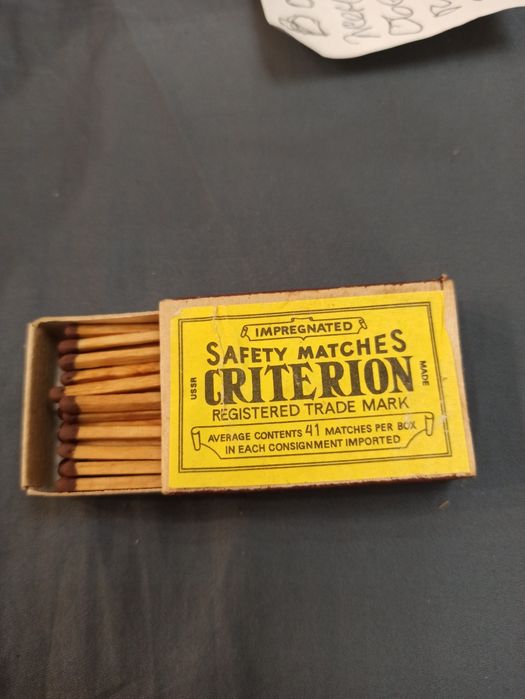 IMPREGNATED
SAFETY MATCHES
CRITERION
REGISTERED TRADE MARK
AVERAGE CONTENTS 41 MATCHES PER BOX
IN EACH CONSIGNMENT IMPORTED
USSR
MADE